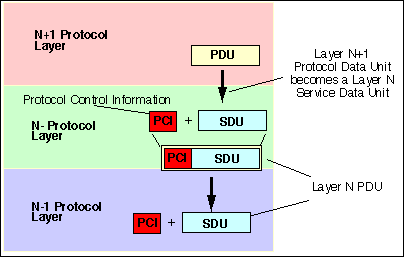 N+1 Protocol
Layer
PDU
Layer N+1
Protocol Data Unit
becomes a Layer N
Service Data Unit
Protocol Control Information
N- Protocol
Layer
PCI + SDU
PCI SDU
Layer N PDU
N-1 Protocol
Layer
PCI + SDU